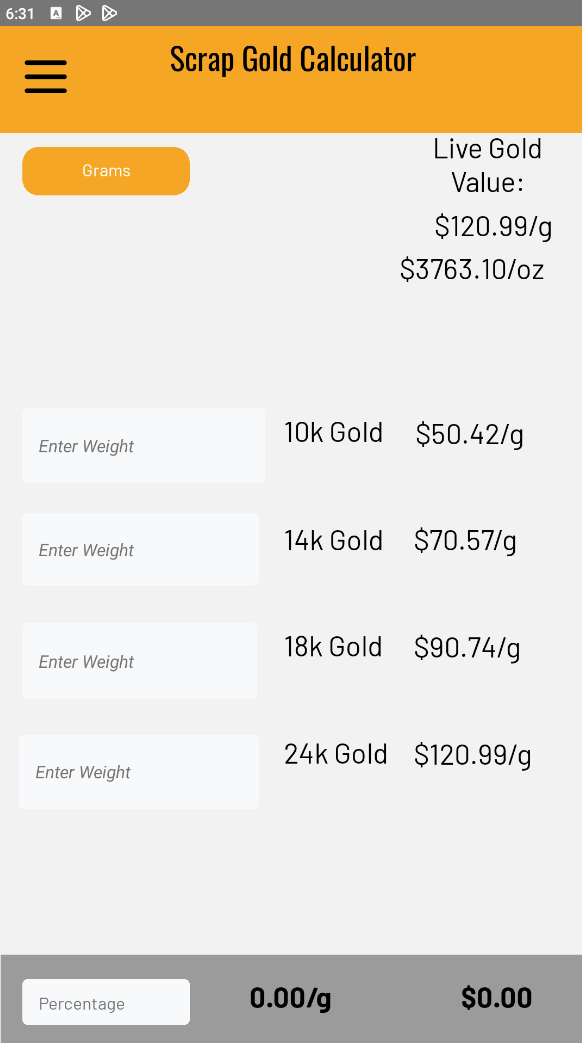 6:31
A
Scrap Gold Calculator
Grams
Live Gold
Value:
$120.99/g
$3763.10/oz
Enter Weight
10k Gold
$50.42/g
Enter Weight
14k Gold
$70.57/g
Enter Weight
18k Gold
$90.74/g
Enter Weight
24k Gold
$120.99/g
Percentage
0.00/g
$0.00